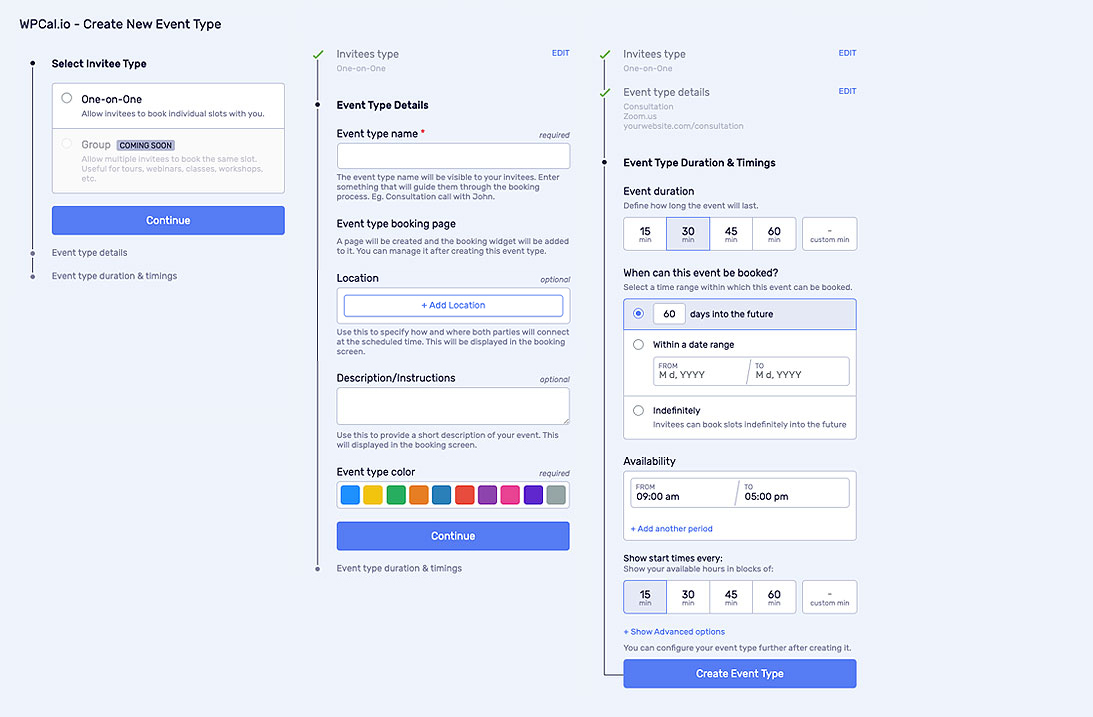 WPCal.io - Create New Event Type
Select Invitee Type
One-on-One
Allow invitees to book individual slots with you.
Group COMING SOON
Allow multiple invitees to book the same slot.
Useful for tours, webinars, classes, workshops,
etc.
Continue
Event type details
Event type duration & timings
Invitees type EDIT
One-on-One
Event Type Details
Event type name * required
The event type name will be visible to your invitees. Enter
something that will guide them through the booking
process. Eg. Consultation call with John.
Event type booking page
A page will be created and the booking widget will be added
to it. You can manage it after creating this event type.
Location optional
+ Add Location
Use this to specify how and where both parties will connect
at the scheduled time. This will be displayed in the booking
screen.
Description/Instructions optional
Use this to provide a short description of your event. This
will displayed in the booking screen.
Event type color required
Continue
Event type duration & timings
Invitees type EDIT
One-on-One
Event type details EDIT
Consultation
Zoom.us
yourwebsite.com/consultation
Event Type Duration & Timings
Event duration
Define how long the event will last.
15 30 45 60 -
min min min min custom min
When can this event be booked?
Select a time range within which this event can be booked.
60 days into the future
Within a date range
FROM TO
M d, YYYY M d, YYYY
Indefinitely
Invitees can book slots indefinitely into the future
Availability
FROM TO
09:00 am 05:00 pm
+ Add another period
Show start times every:
Show your available hours in blocks of:
15 30 45 60 -
min min min min custom min
+ Show Advanced options
You can configure your event type further after creating it.
Create Event Type